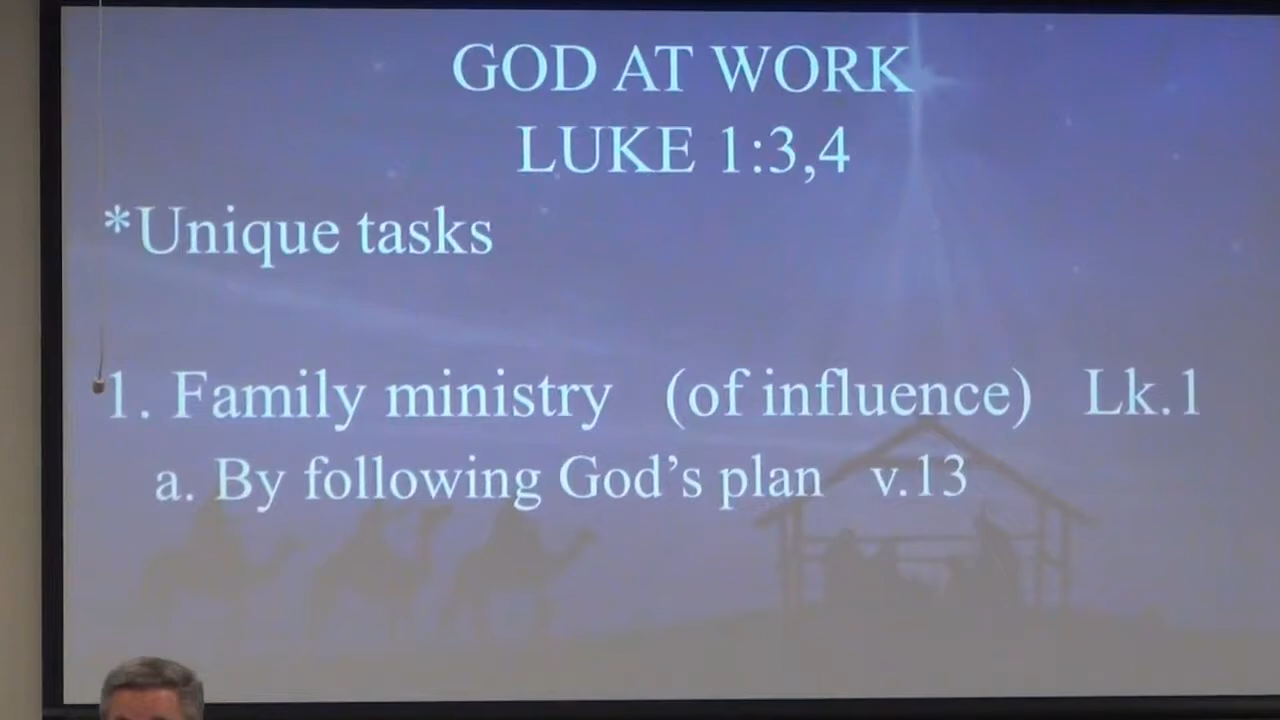 GOD AT WORK
LUKE 1:3,4
*Unique tasks
1. Family ministry (of influence) Lk.1
a. By following God's plan v.13